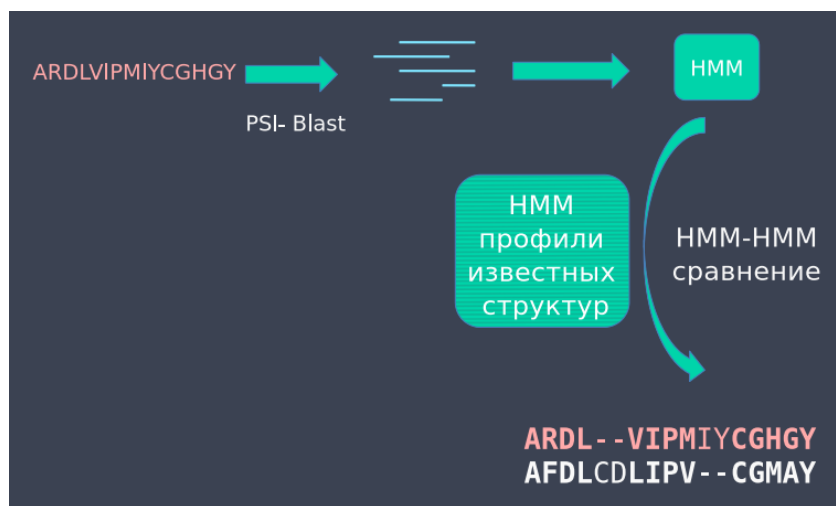 ARDLVIPMIYCGHGY
PSI- Blast
HMM
HMM
профили
известных
структур
HMM-HMM
сравнение
ARDL--VIPMIYCGHGY
AFDLCDLIPV--CGMAY